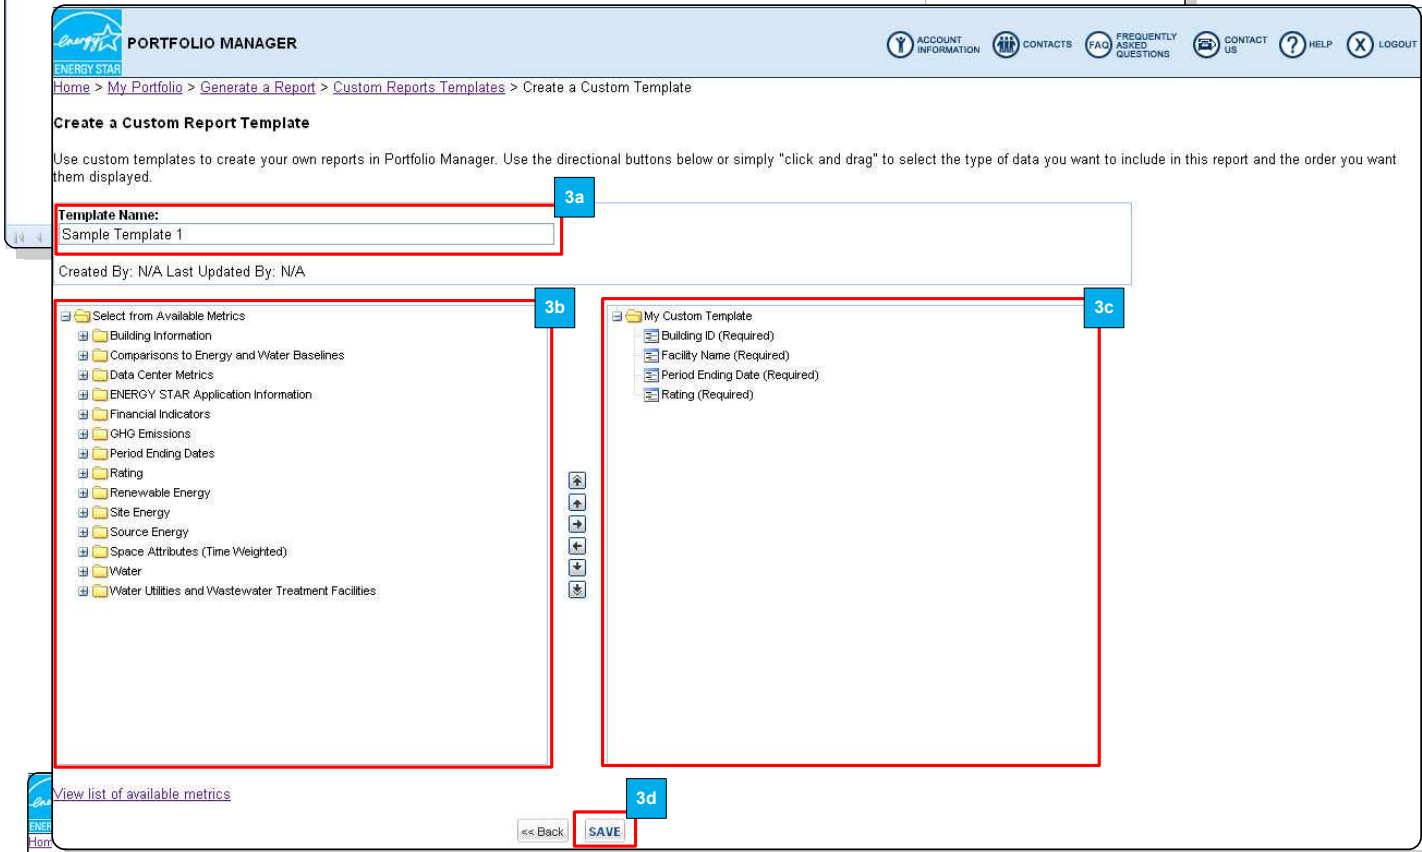 energy
ENERGY STAR
PORTFOLIO MANAGER
ACCOUNT INFORMATION
CONTACTS
FAQ
FREQUENTLY ASKED QUESTIONS
CONTACT US
? HELP
X LOGOUT
Home > My Portfolio > Generate a Report > Custom Reports Templates > Create a Custom Template
Create a Custom Report Template
Use custom templates to create your own reports in Portfolio Manager. Use the directional buttons below or simply "click and drag" to select the type of data you want to include in this report and the order you want
them displayed.
3a
Template Name:
Sample Template 1
Created By: N/A Last Updated By: N/A
3b
Select from Available Metrics
Building Information
Comparisons to Energy and Water Baselines
Data Center Metrics
ENERGY STAR Application Information
Financial Indicators
GHG Emissions
Period Ending Dates
Rating
Renewable Energy
Site Energy
Source Energy
Space Attributes (Time Weighted)
Water
Water Utilities and Wastewater Treatment Facilities
3c
My Custom Template
Building ID (Required)
Facility Name (Required)
Period Ending Date (Required)
Rating (Required)
View list of available metrics
3d
<< Back
SAVE
ENER
Hom